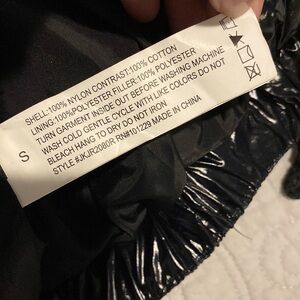 SHELL:100% NYLON CONTRAST:100% COTTON
LINING:100%POLYESTER FILLER:100% POLYESTER
TURN GARMENT INSIDE OUT BEFORE WASHING MACHINE
WASH COLD GENTLE CYCLE WITH LIKE COLORS DO NOT
BLEACH HANG TO DRY DO NOT IRON
STYLE #JKJR2080R RN#101229 MADE IN CHINA
S